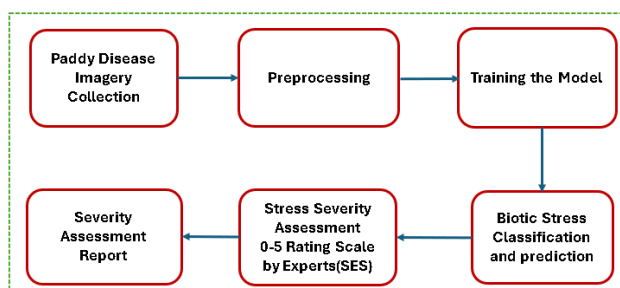 Paddy Disease
Imagery
Collection
Preprocessing
Training the Model
Biotic Stress
Classification
and prediction
Stress Severity
Assessment
0-5 Rating Scale
by Experts(SES)
Severity
Assessment
Report